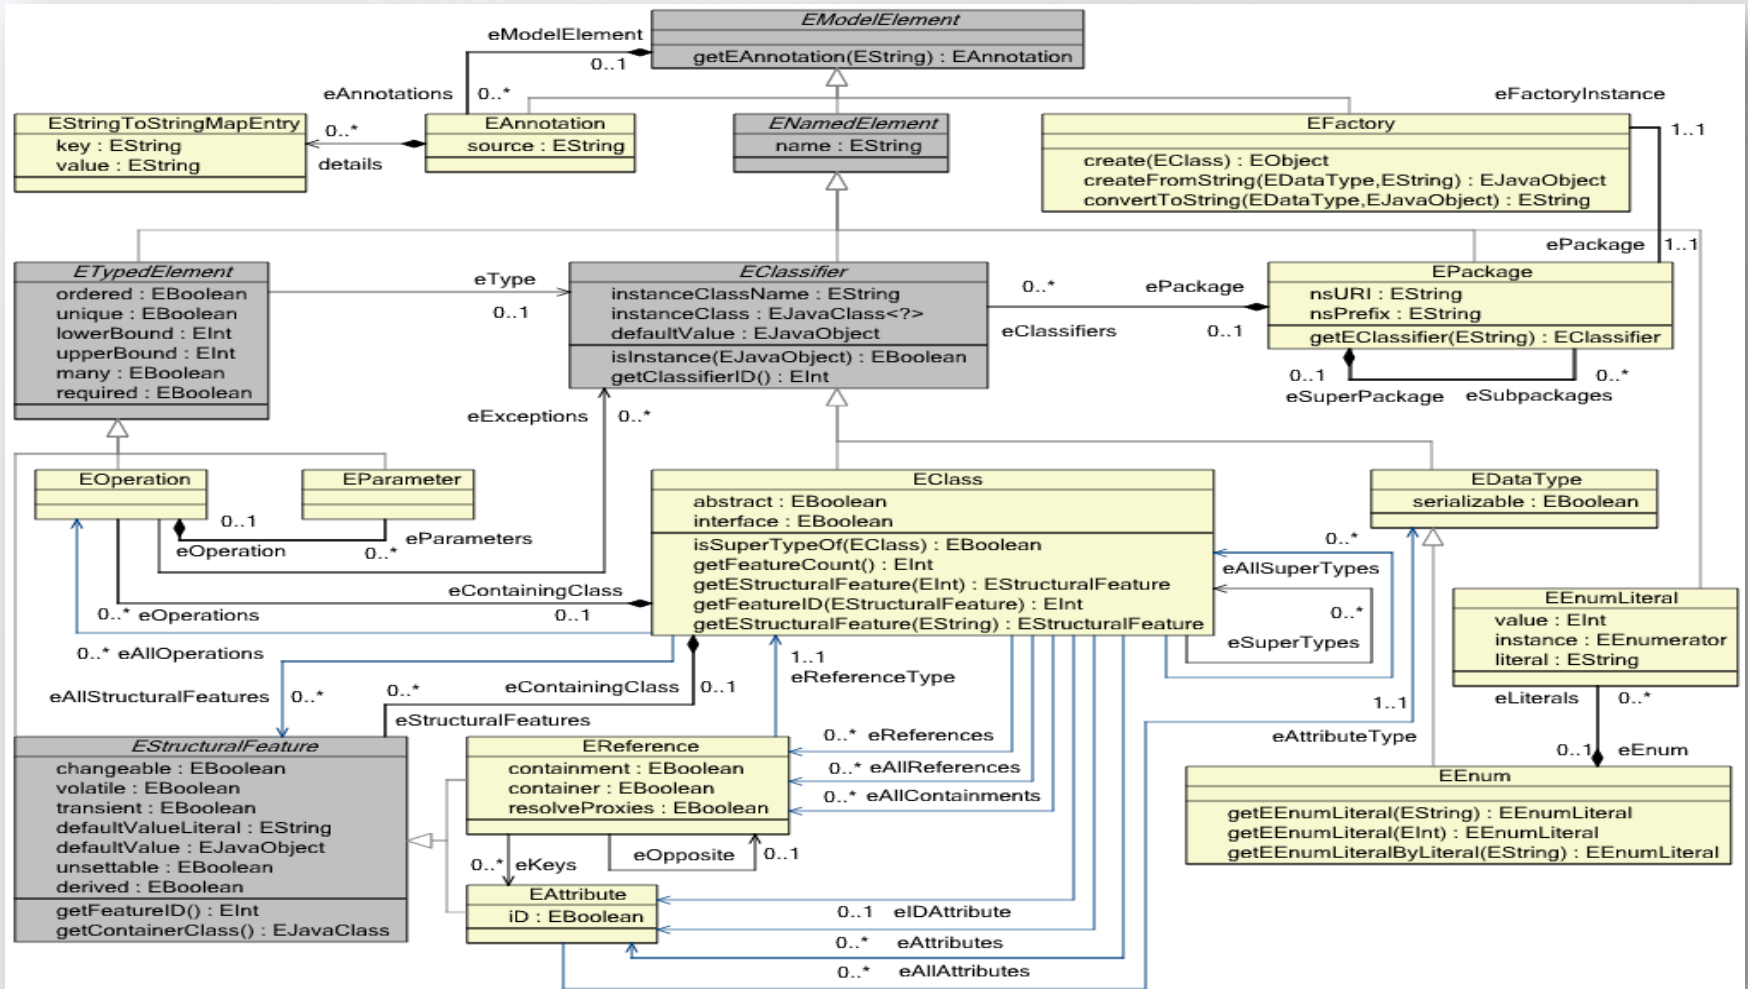 EModelElement
getEAnnotation(EString) : EAnnotation
eModelElement
0..1
eAnnotations
0..*
eFactoryInstance
1..1
EStringToStringMapEntry
key : EString
value : EString
0..*
details
EAnnotation
source : EString
ENamedElement
name : EString
EFactory
create(EClass) : EObject
createFromString(EDataType,EString) : EJavaObject
convertToString(EDataType,EJavaObject) : EString
ePackage
1..1
ETypedElement
ordered : EBoolean
unique : EBoolean
lowerBound : EInt
upperBound : EInt
many : EBoolean
required : EBoolean
eType
0..1
EClassifier
instanceClassName : EString
instanceClass : EJavaClass<?>
defaultValue : EJavaObject
isInstance(EJavaObject) : EBoolean
getClassifierID() : EInt
0..*
ePackage
eClassifiers
0..1
EPackage
nsURI : EString
nsPrefix : EString
getEClassifier(EString) : EClassifier
0..1
0..*
eSuperPackage
eSubpackages
eExceptions
0..*
EOperation
EParameter
0..1
eOperation
0..*
eParameters
EClass
abstract : EBoolean
interface : EBoolean
isSuperTypeOf(EClass) : EBoolean
getFeatureCount() : EInt
getEStructuralFeature(EInt) : EStructuralFeature
getFeatureID(EStructuralFeature) : EInt
getEStructuralFeature(EString) : EStructuralFeature
EDataType
serializable : EBoolean
0..*
eAllSuperTypes
0..*
eSuperTypes
eContainingClass
0..1
0..* eOperations
0..* eAllOperations
EEnumLiteral
value : EInt
instance : EEnumerator
literal : EString
eAllStructuralFeatures
0..*
0..*
eContainingClass
0..1
eStructuralFeatures
1..1
eReferenceType
1..1
eAttributeType
eLiterals
0..*
0..1
eEnum
EStructuralFeature
changeable : EBoolean
volatile : EBoolean
transient : EBoolean
defaultValueLiteral : EString
defaultValue : EJavaObject
unsettable : EBoolean
derived : EBoolean
getFeatureID() : EInt
getContainerClass() : EJavaClass
EReference
containment : EBoolean
container : EBoolean
resolveProxies : EBoolean
0..* eReferences
0..* eAllReferences
0..* eAllContainments
EEnum
getEEnumLiteral(EString) : EEnumLiteral
getEEnumLiteral(EInt) : EEnumLiteral
getEEnumLiteralByLiteral(EString) : EEnumLiteral
0..* eKeys
eOpposite
0..1
EAttribute
iD : EBoolean
0..1 eIDAttribute
0..* eAttributes
0..* eAllAttributes